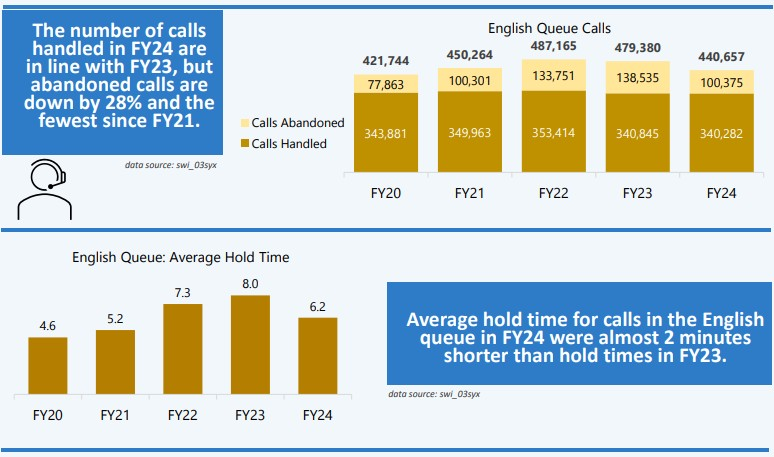 The number of calls
handled in FY24 are
in line with FY23, but
abandoned calls are
down by 28% and the
fewest since FY21.
data source: swi_03syx
English Queue Calls
421,744
450,264
487,165
479,380
440,657
77,863
100,301
133,751
138,535
100,375
343,881
349,963
353,414
340,845
340,282
Calls Abandoned
Calls Handled
FY20
FY21
FY22
FY23
FY24
English Queue: Average Hold Time
4.6
5.2
7.3
8.0
6.2
FY20
FY21
FY22
FY23
FY24
Average hold time for calls in the English
queue in FY24 were almost 2 minutes
shorter than hold times in FY23.
data source: swi_03syx